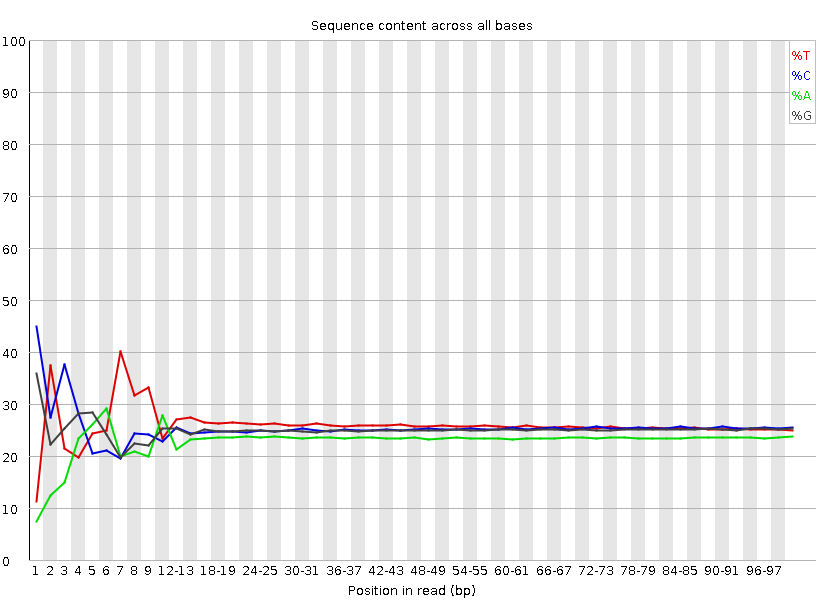 Sequence content across all bases
100
90
80
70
60
50
40
30
20
10
0
%T
%C
%A
%G
1 2 3 4 5 6 7 8 9 12-13 18-19 24-25 30-31 36-37 42-43 48-49 54-55 60-61 66-67 72-73 78-79 84-85 90-91 96-97
Position in read (bp)